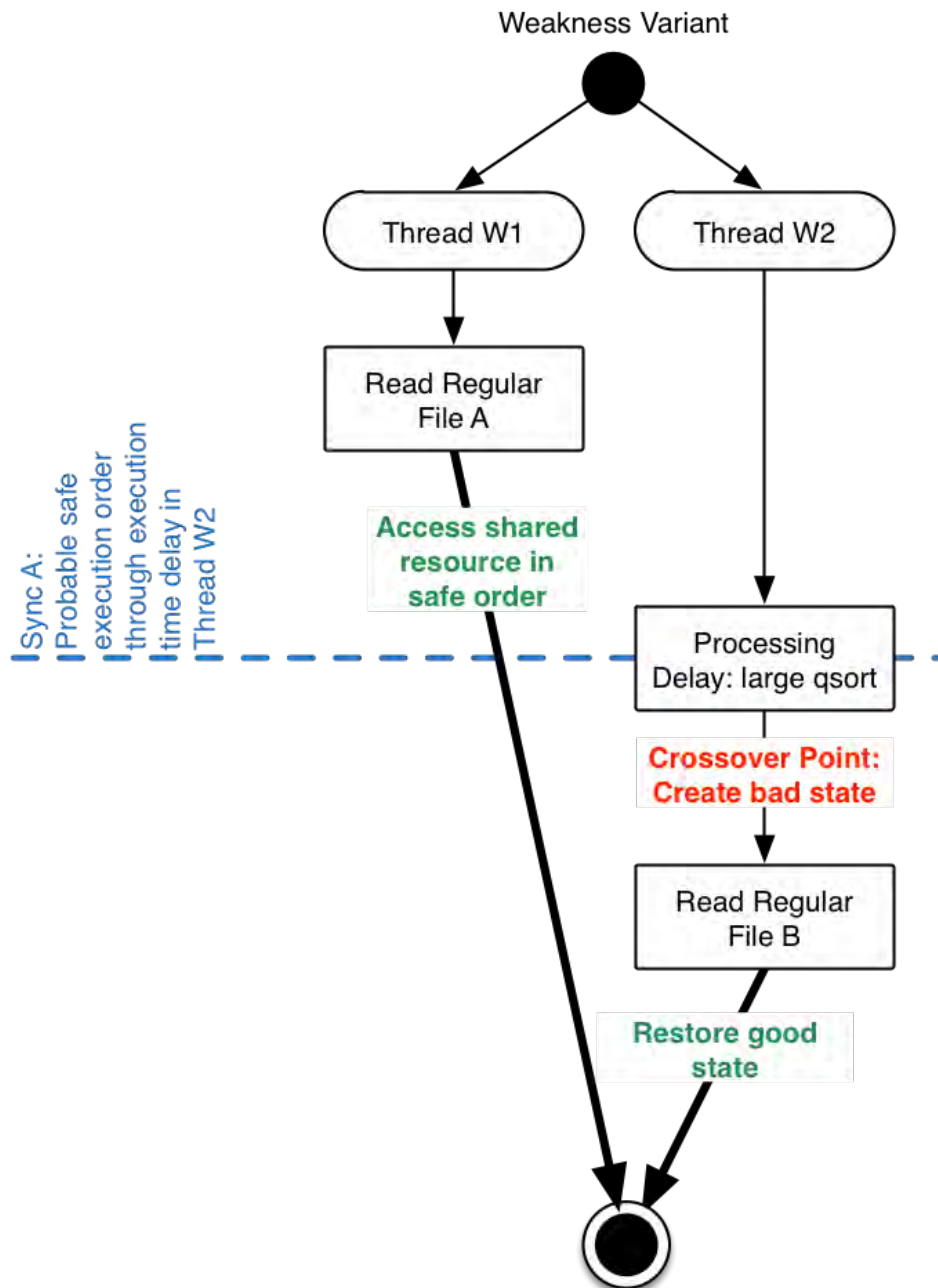 Weakness Variant
Thread W1
Thread W2
Read Regular
File A
Sync A:
Probable safe
execution order
through execution
time delay in
Thread W2
Access shared
resource in
safe order
Processing
Delay: large qsort
Crossover Point:
Create bad state
Read Regular
File B
Restore good
state